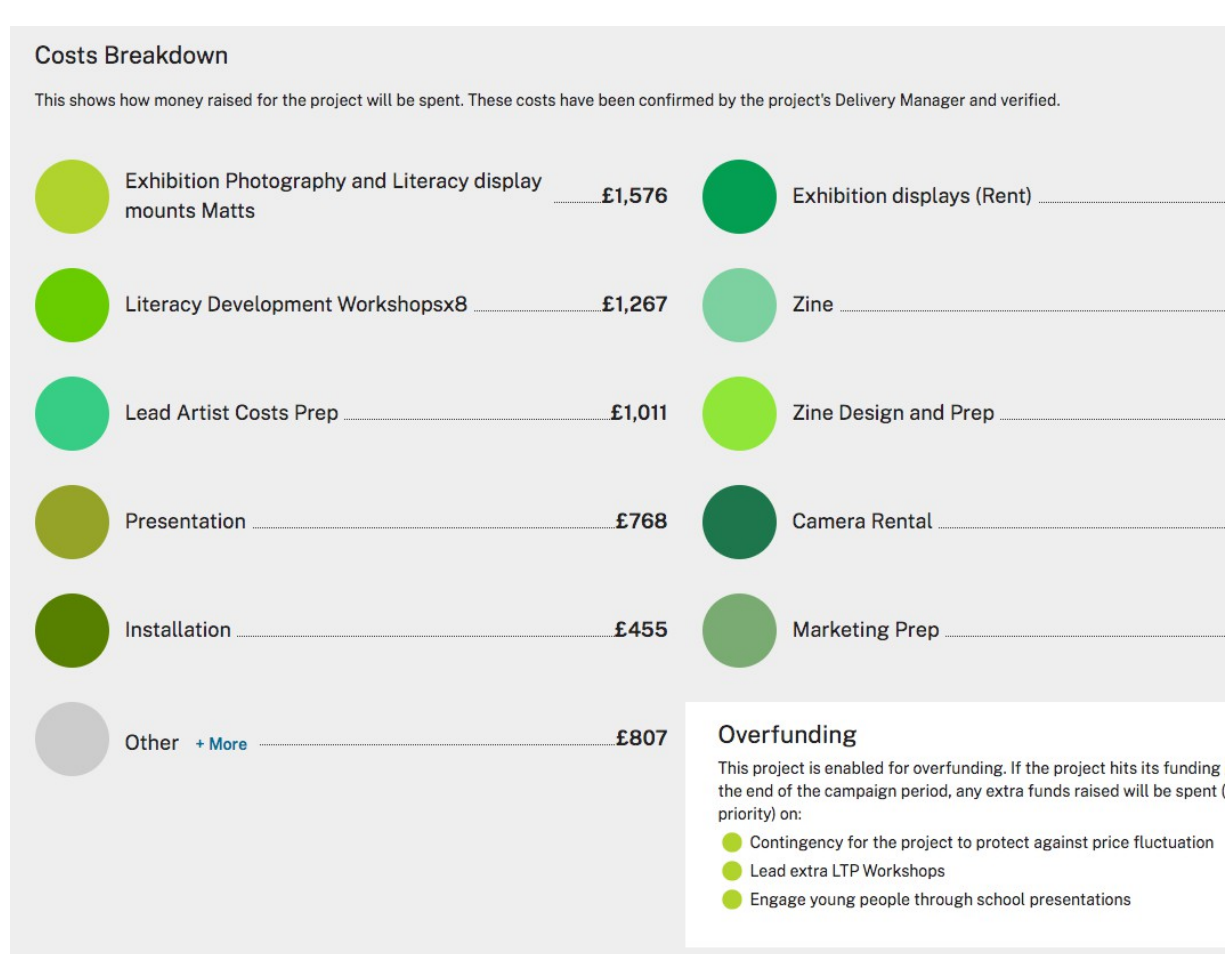 Costs Breakdown
This shows how money raised for the project will be spent. These costs have been confirmed by the project's Delivery Manager and verified.
Exhibition Photography and Literacy display
mounts Matts
£1,576
Exhibition displays (Rent)
Literacy Development Workshopsx8
£1,267
Zine
Lead Artist Costs Prep
£1,011
Zine Design and Prep
Presentation
£768
Camera Rental
Installation
£455
Marketing Prep
Other + More
£807
Overfunding
This project is enabled for overfunding. If the project hits its funding
the end of the campaign period, any extra funds raised will be spent (
priority) on:
Contingency for the project to protect against price fluctuation
Lead extra LTP Workshops
Engage young people through school presentations